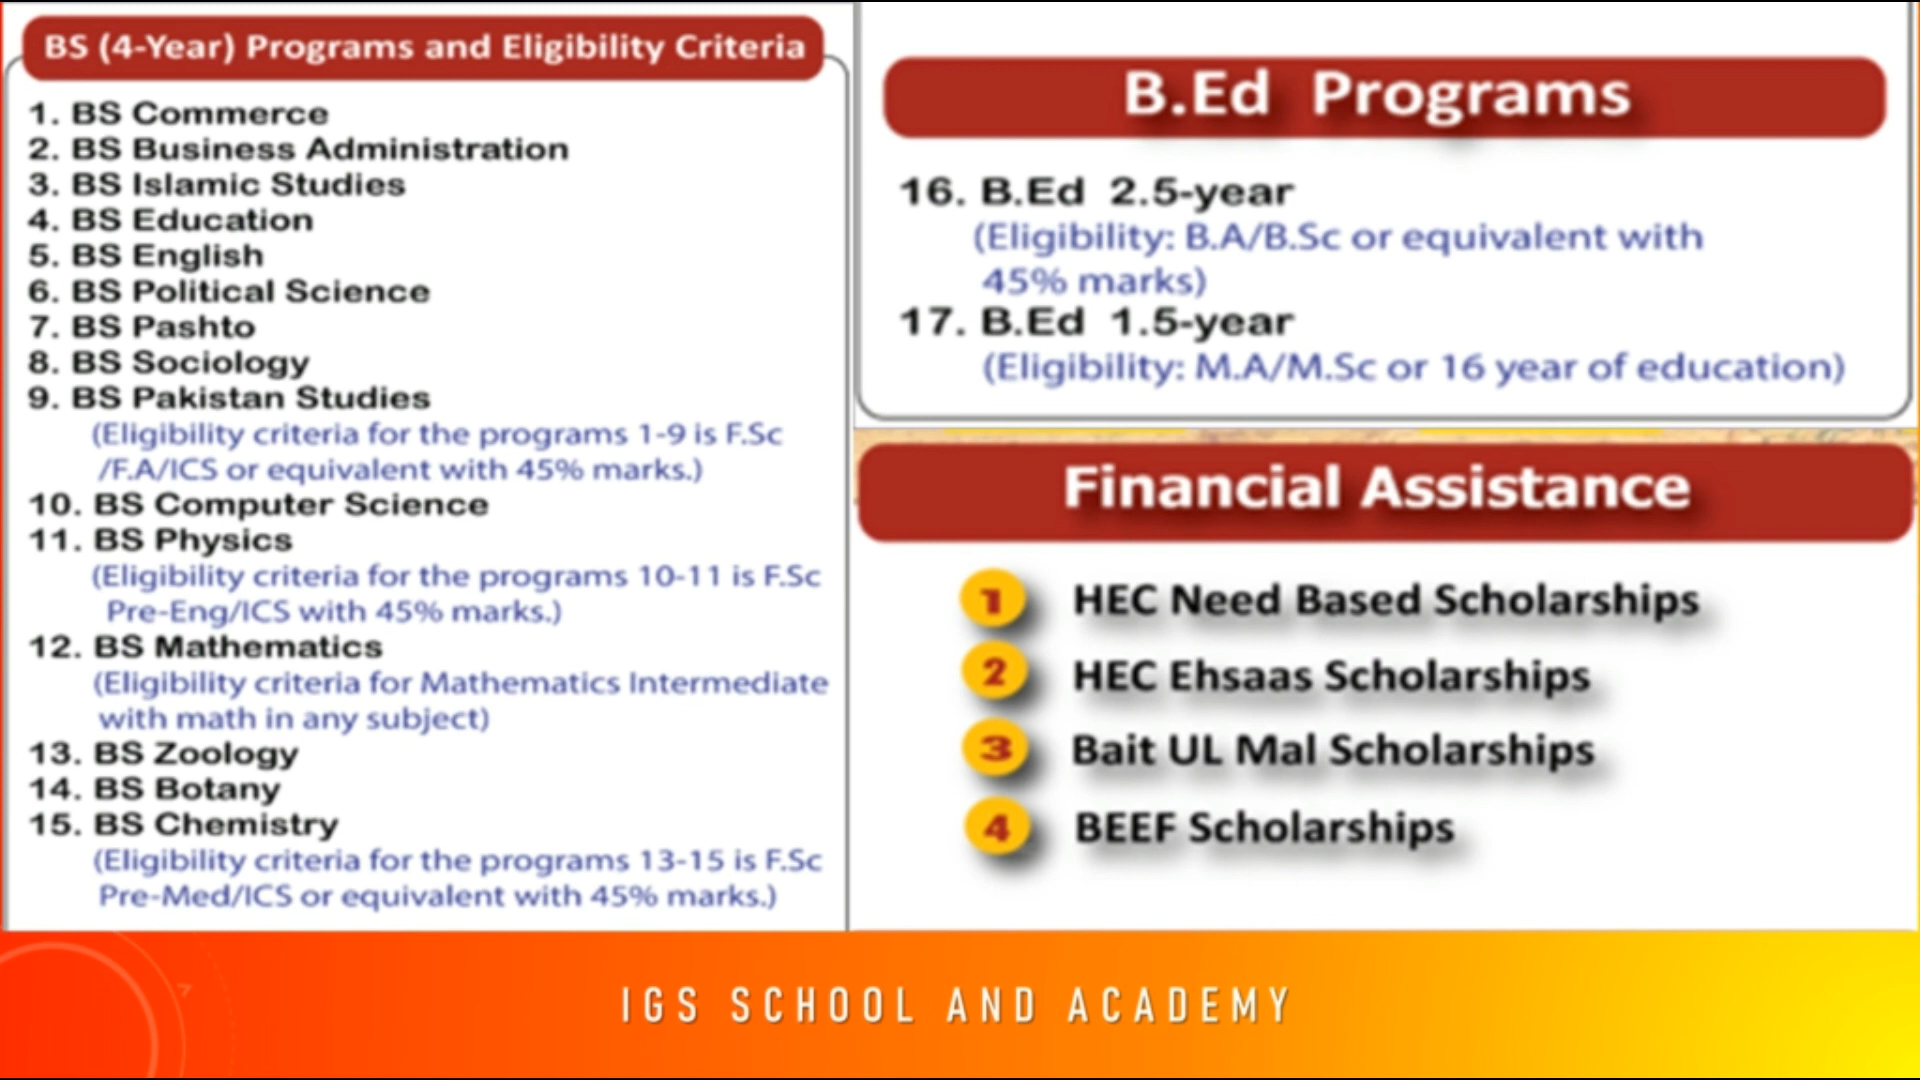 BS (4-Year) Programs and Eligibility Criteria
1. BS Commerce
2. BS Business Administration
3. BS Islamic Studies
4. BS Education
5. BS English
6. BS Political Science
7. BS Pashto
8. BS Sociology
9. BS Pakistan Studies
(Eligibility criteria for the programs 1-9 is F.Sc
/F.A/ICS or equivalent with 45% marks.)
10. BS Computer Science
11. BS Physics
(Eligibility criteria for the programs 10-11 is F.Sc
Pre-Eng/ICS with 45% marks.)
12. BS Mathematics
(Eligibility criteria for Mathematics Intermediate
with math in any subject)
13. BS Zoology
14. BS Botany
15. BS Chemistry
(Eligibility criteria for the programs 13-15 is F.Sc
Pre-Med/ICS or equivalent with 45% marks.)
B.Ed Programs
16. B.Ed 2.5-year
(Eligibility: B.A/B.Sc or equivalent with
45% marks)
17. B.Ed 1.5-year
(Eligibility: M.A/M.Sc or 16 year of education)
Financial Assistance
1 HEC Need Based Scholarships
2 HEC Ehsaas Scholarships
3 Bait UL Mal Scholarships
4 BEEF Scholarships
IGS SCHOOL AND ACADEMY